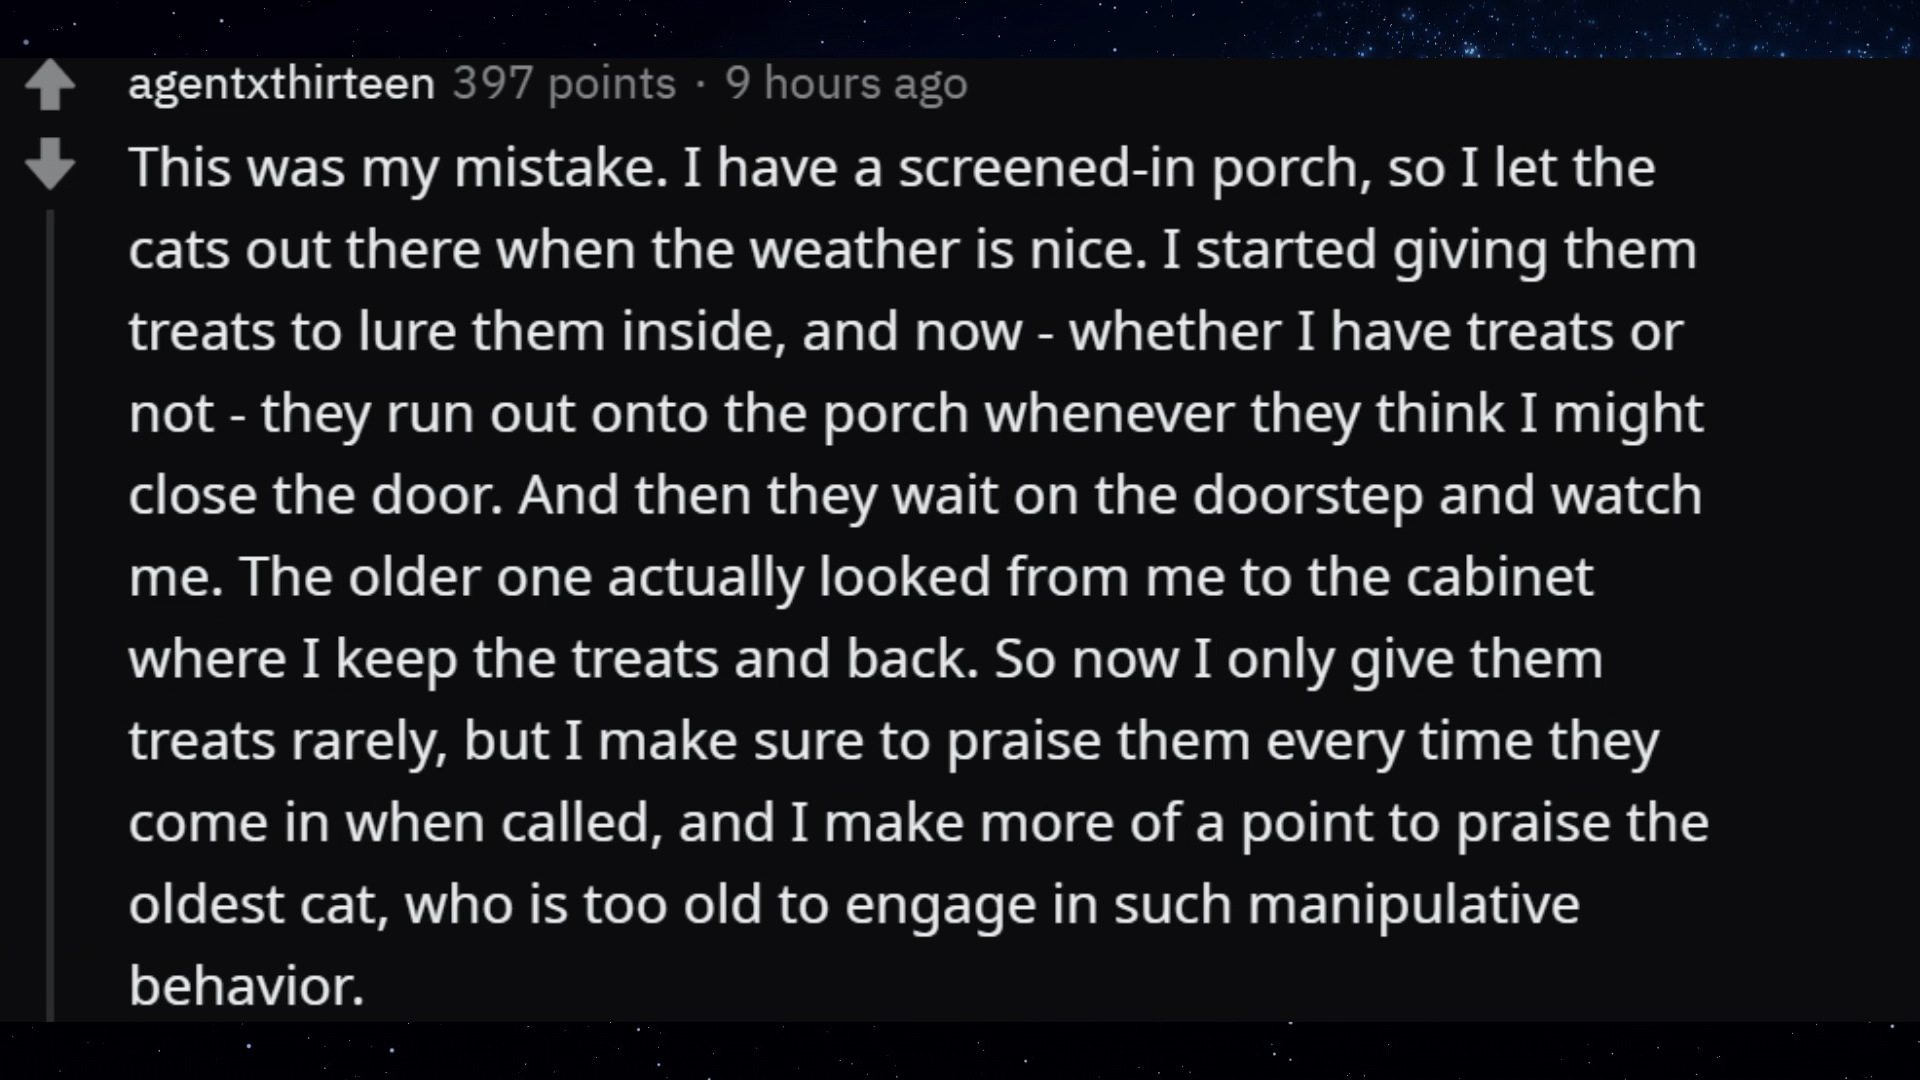 agentxthirteen 397 points · 9 hours ago
This was my mistake. I have a screened-in porch, so I let the
cats out there when the weather is nice. I started giving them
treats to lure them inside, and now - whether I have treats or
not - they run out onto the porch whenever they think I might
close the door. And then they wait on the doorstep and watch
me. The older one actually looked from me to the cabinet
where I keep the treats and back. So now I only give them
treats rarely, but I make sure to praise them every time they
come in when called, and I make more of a point to praise the
oldest cat, who is too old to engage in such manipulative
behavior.